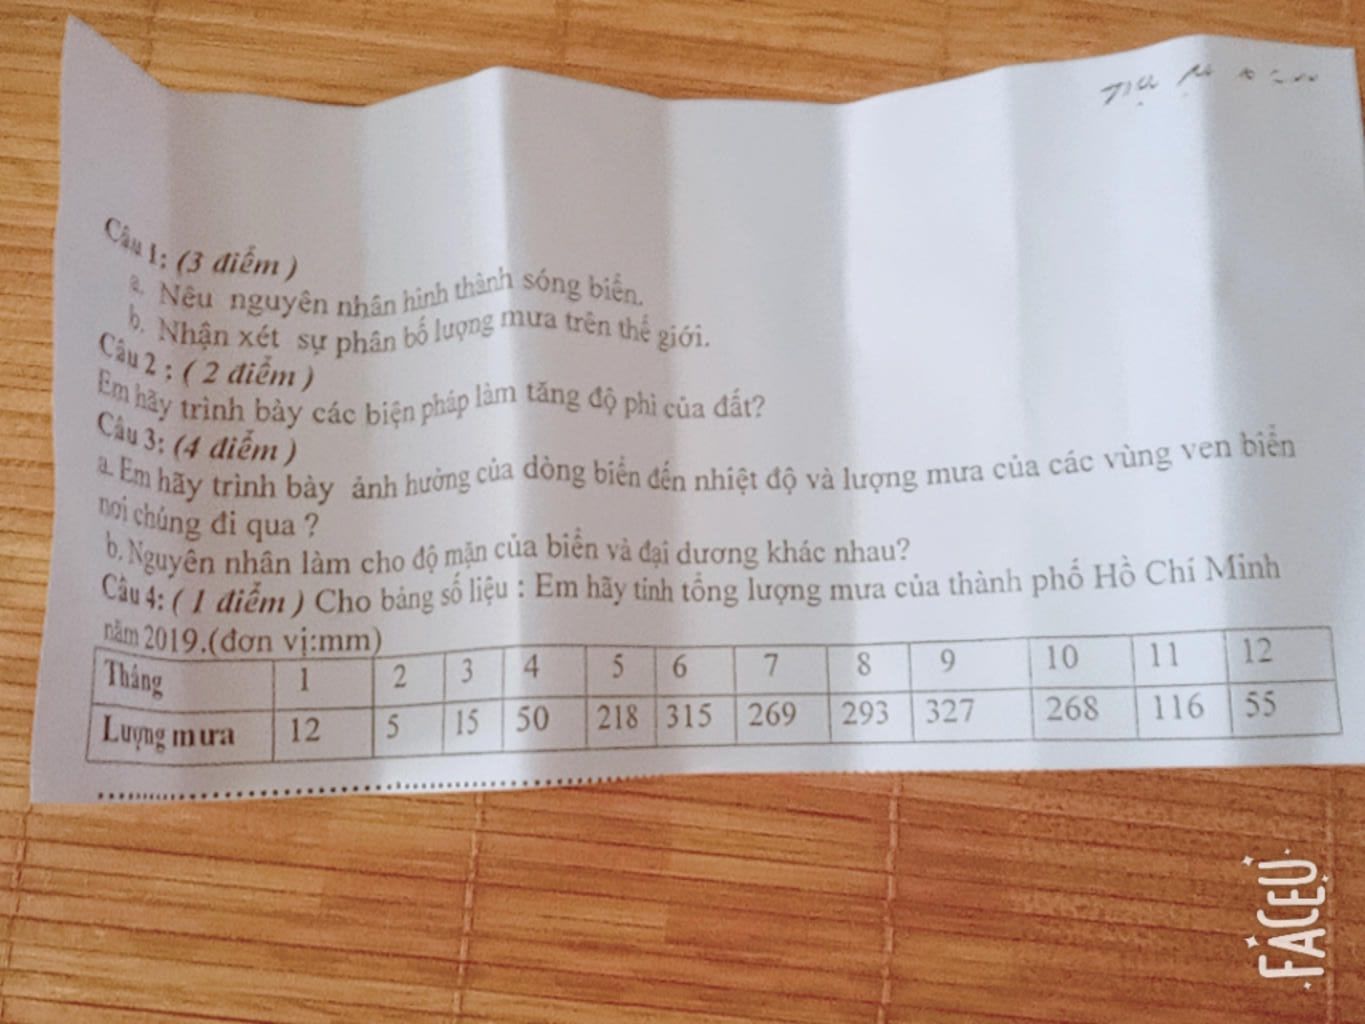 Câu 1: (3 điểm )
a. Nêu nguyên nhân hình thành sóng biển.
b. Nhận xét sự phân bố lượng mưa trên thế giới.
Câu 2 : ( 2 điểm )
Em hãy trình bày các biện pháp làm tăng độ phì của đất?
Câu 3: (4 điểm )
a. Em hãy trình bày ảnh hưởng của dòng biển đến nhiệt độ và lượng mưa của các vùng ven biển
nơi chúng đi qua ?
b. Nguyên nhân làm cho độ mặn của biển và đại dương khác nhau?
Câu 4: ( 1 điểm ) Cho bảng số liệu : Em hãy tính tổng lượng mưa của thành phố Hồ Chí Minh
năm 2019.(đơn vị:mm)
Tháng 1 2 3 4 5 6 7 8 9 10 11 12
Lượng mưa 12 5 15 50 218 315 269 293 327 268 116 55
FACEU